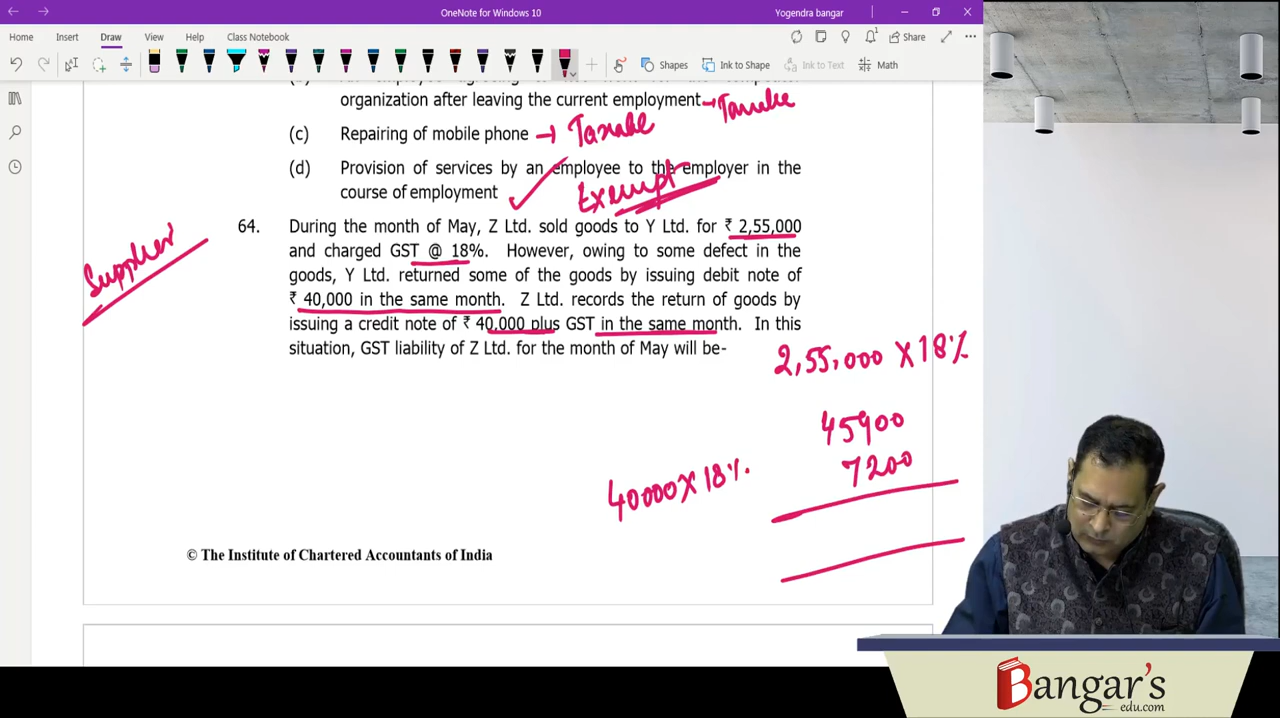 OneNote for Windows 10
Yogendra bangar
Home Insert Draw View Help Class Notebook
Share
Shapes Ink to Shape Ink to Text Math
organization after leaving the current employment → Taxable
(c) Repairing of mobile phone → Taxable
(d) Provision of services by an employee to the employer in the
course of employment
Exempt
Supplier
64. During the month of May, Z Ltd. sold goods to Y Ltd. for ₹ 2,55,000
and charged GST @ 18%. However, owing to some defect in the
goods, Y Ltd. returned some of the goods by issuing debit note of
₹ 40,000 in the same month. Z Ltd. records the return of goods by
issuing a credit note of ₹ 40,000 plus GST in the same month. In this
situation, GST liability of Z Ltd. for the month of May will be-
2,55,000 X 18%
45900
7200
40000 X 18%
© The Institute of Chartered Accountants of India
Bangar's
edu.com